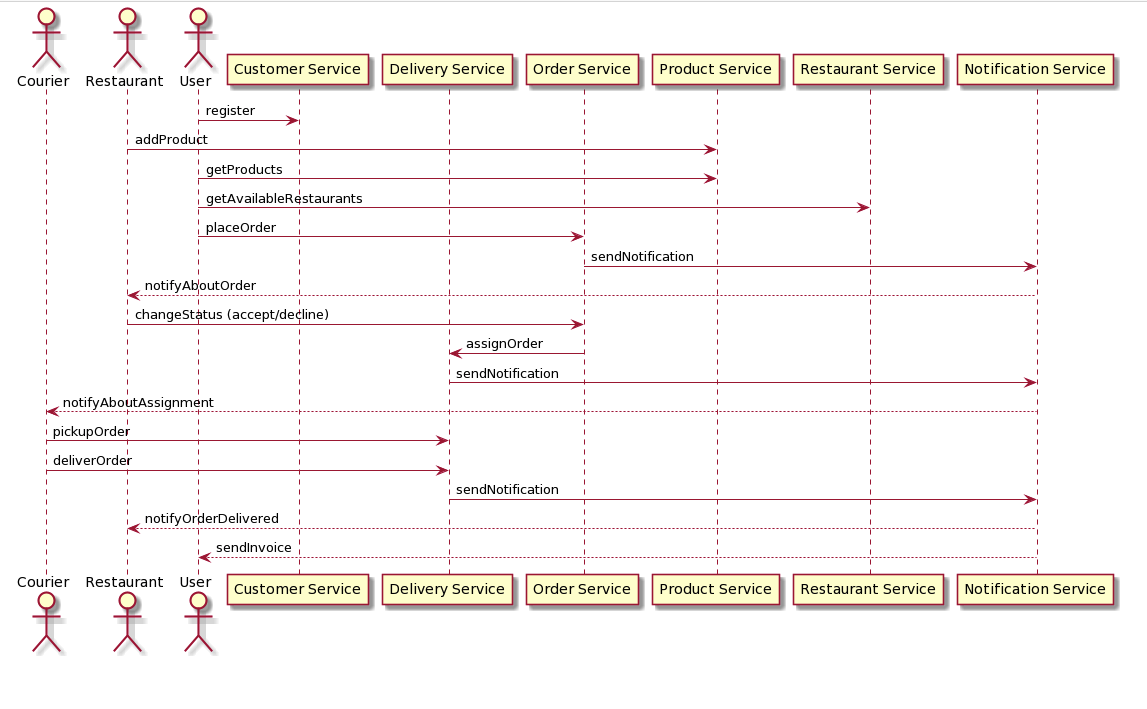 Courier
Restaurant
User
Customer Service
Delivery Service
Order Service
Product Service
Restaurant Service
Notification Service
register
addProduct
getProducts
getAvailableRestaurants
placeOrder
sendNotification
notifyAboutOrder
changeStatus (accept/decline)
assignOrder
sendNotification
notifyAboutAssignment
pickupOrder
deliverOrder
sendNotification
notifyOrderDelivered
sendInvoice
Courier
Restaurant
User
Customer Service
Delivery Service
Order Service
Product Service
Restaurant Service
Notification Service